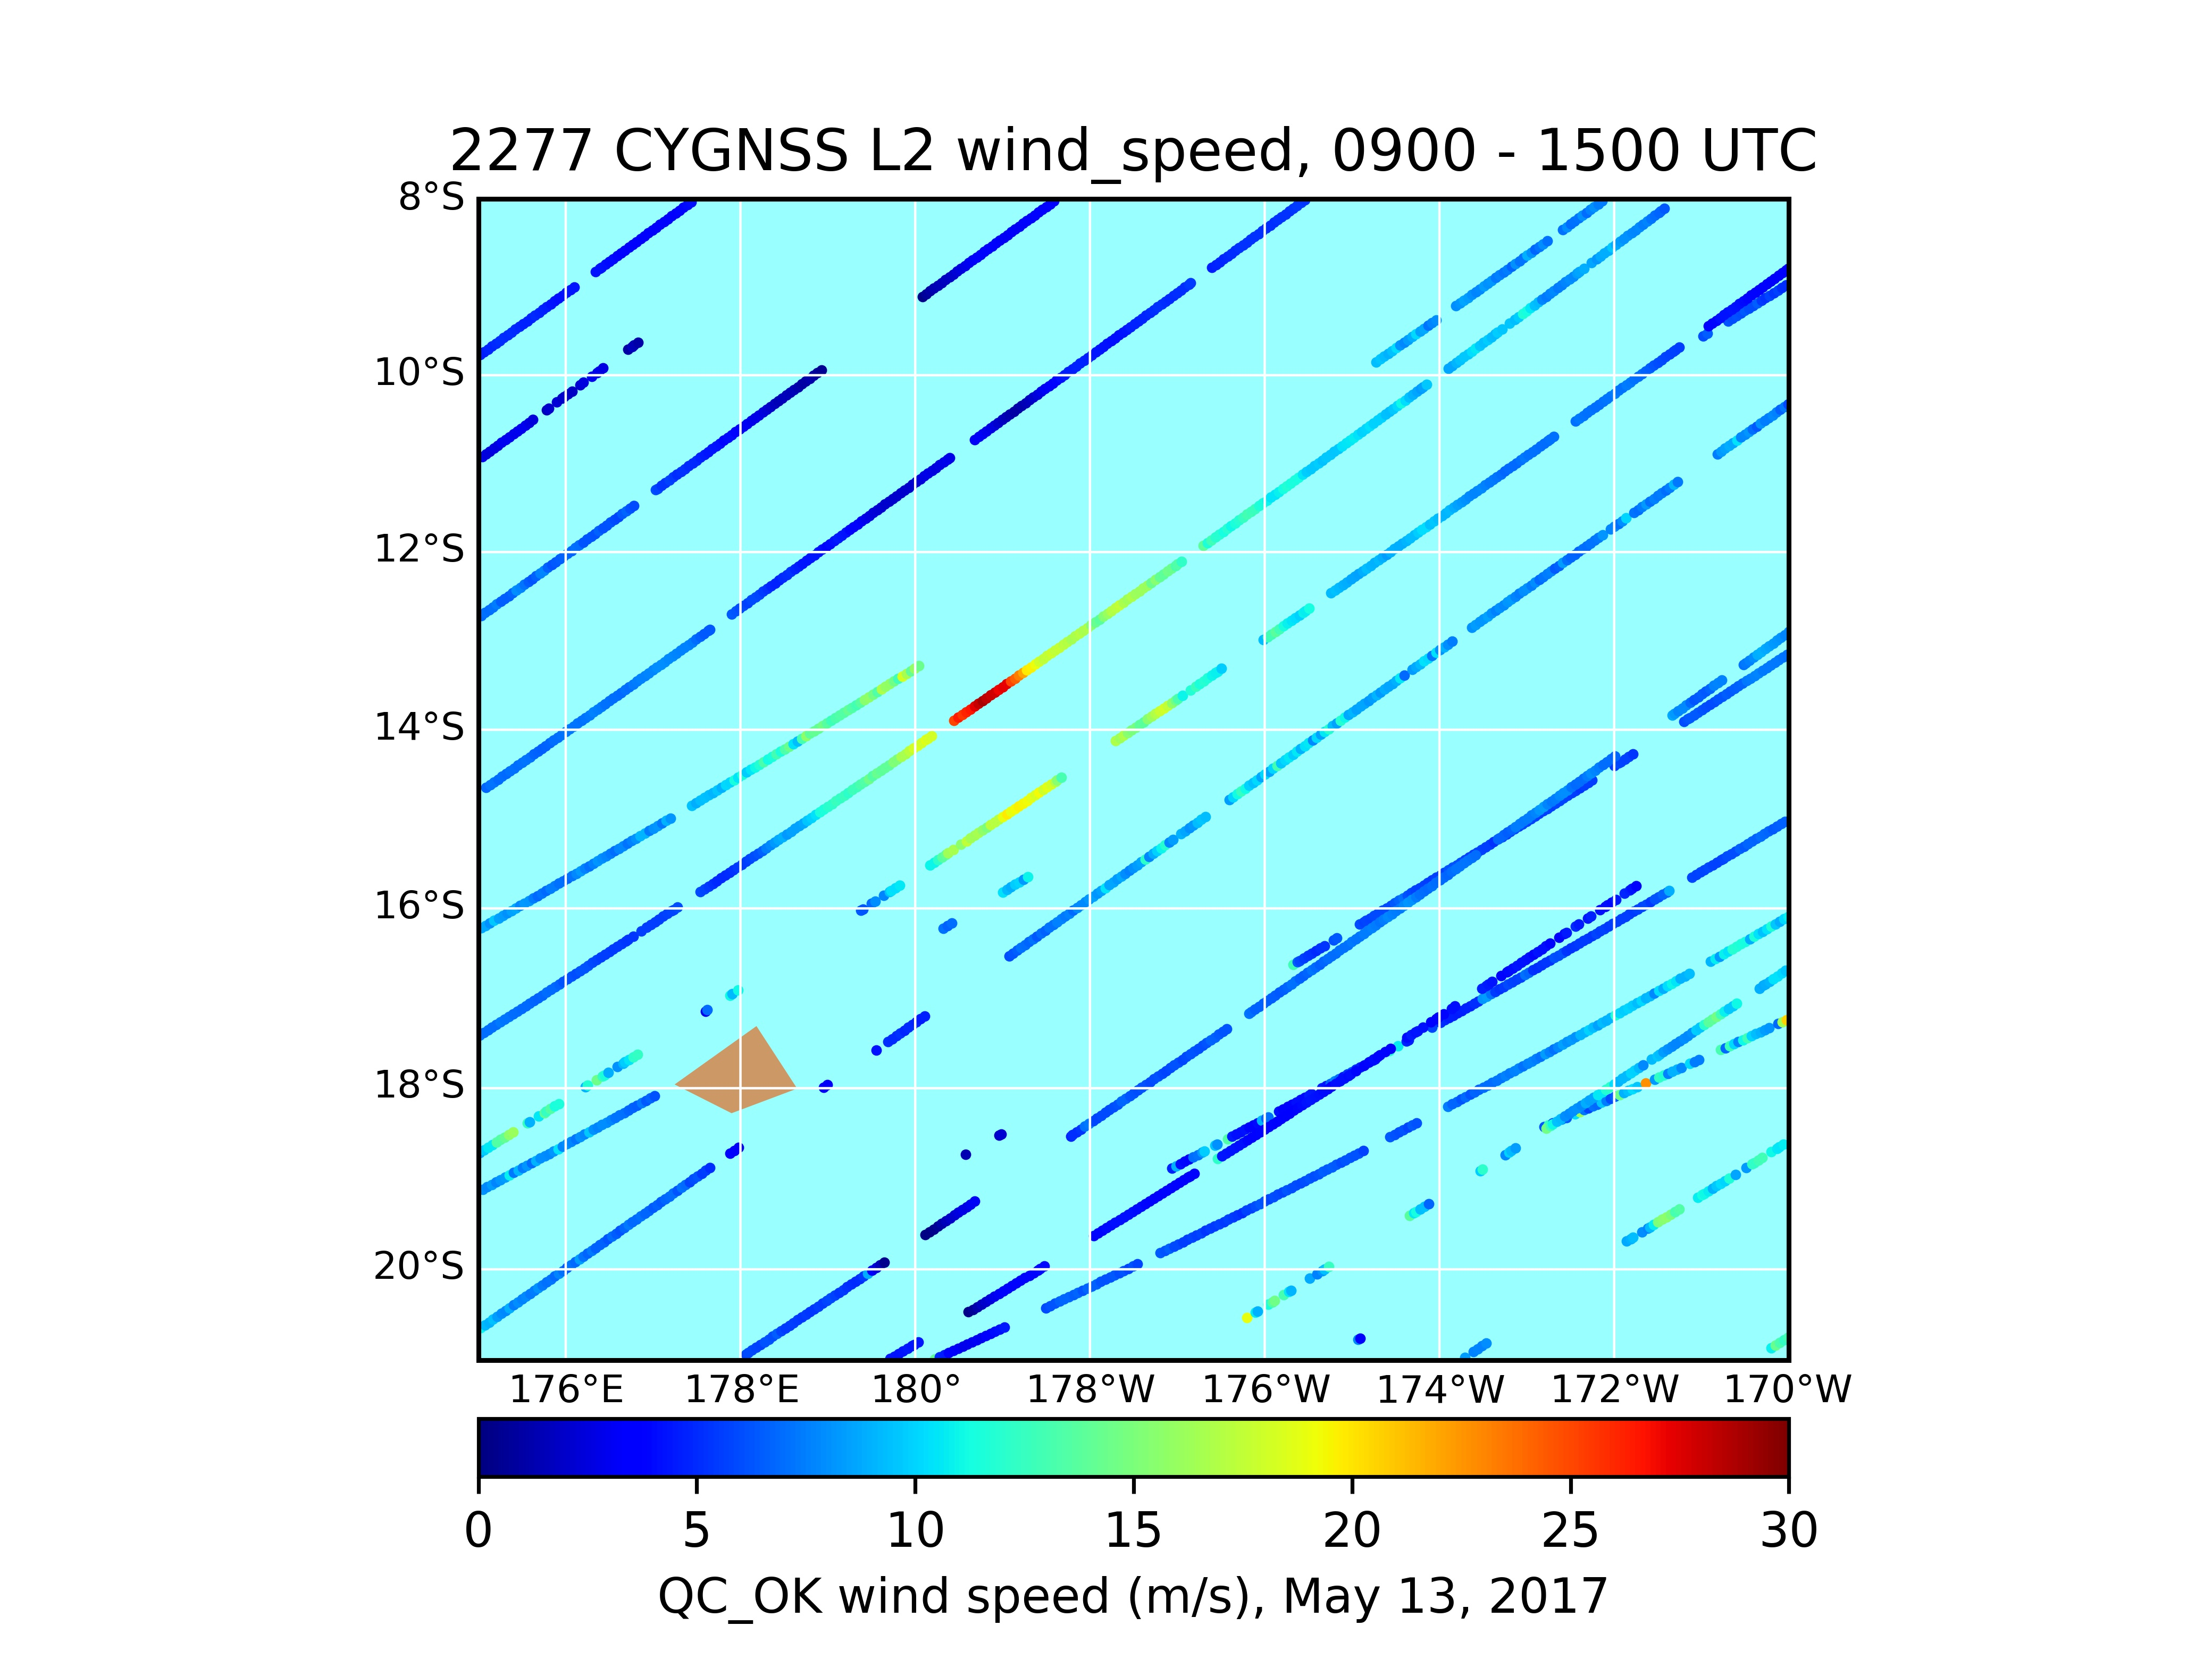 2277 CYGNSS L2 wind_speed, 0900 - 1500 UTC
8°S
10°S
12°S
14°S
16°S
18°S
20°S
176°E 178°E 180° 178°W 176°W 174°W 172°W 170°W
0 5 10 15 20 25 30
QC_OK wind speed (m/s), May 13, 2017